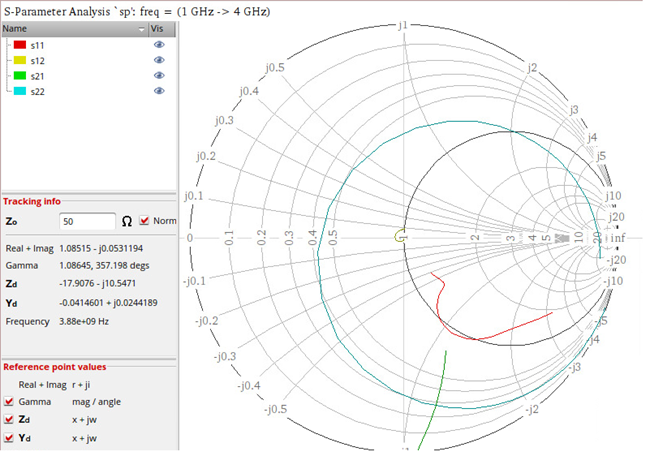 S-Parameter Analysis `sp': freq = (1 GHz -> 4 GHz)
Name Vis
s11
s12
s21
s22
Tracking info
Zo 50 Ω Norm
Real + Imag 1.08515 - j0.0531194
Gamma 1.08645, 357.198 degs
Zd -17.9076 - j10.5471
Yd -0.0414601 + j0.0244189
Frequency 3.88e+09 Hz
Reference point values
Real + Imag r + ji
Gamma mag / angle
Zd x + jw
Yd x + jw
j1
j0.5
j2
j0.4
j3
j0.3
j4
j0.2
j5
j0.1
j10
j20
0 0.1 0.2 0.3 0.4 0.5 1 2 3 4 5 10 20 inf
-j20
-j0.1
-j10
-j0.2
-j5
-j0.3
-j4
-j0.4
-j3
-j0.5
-j2